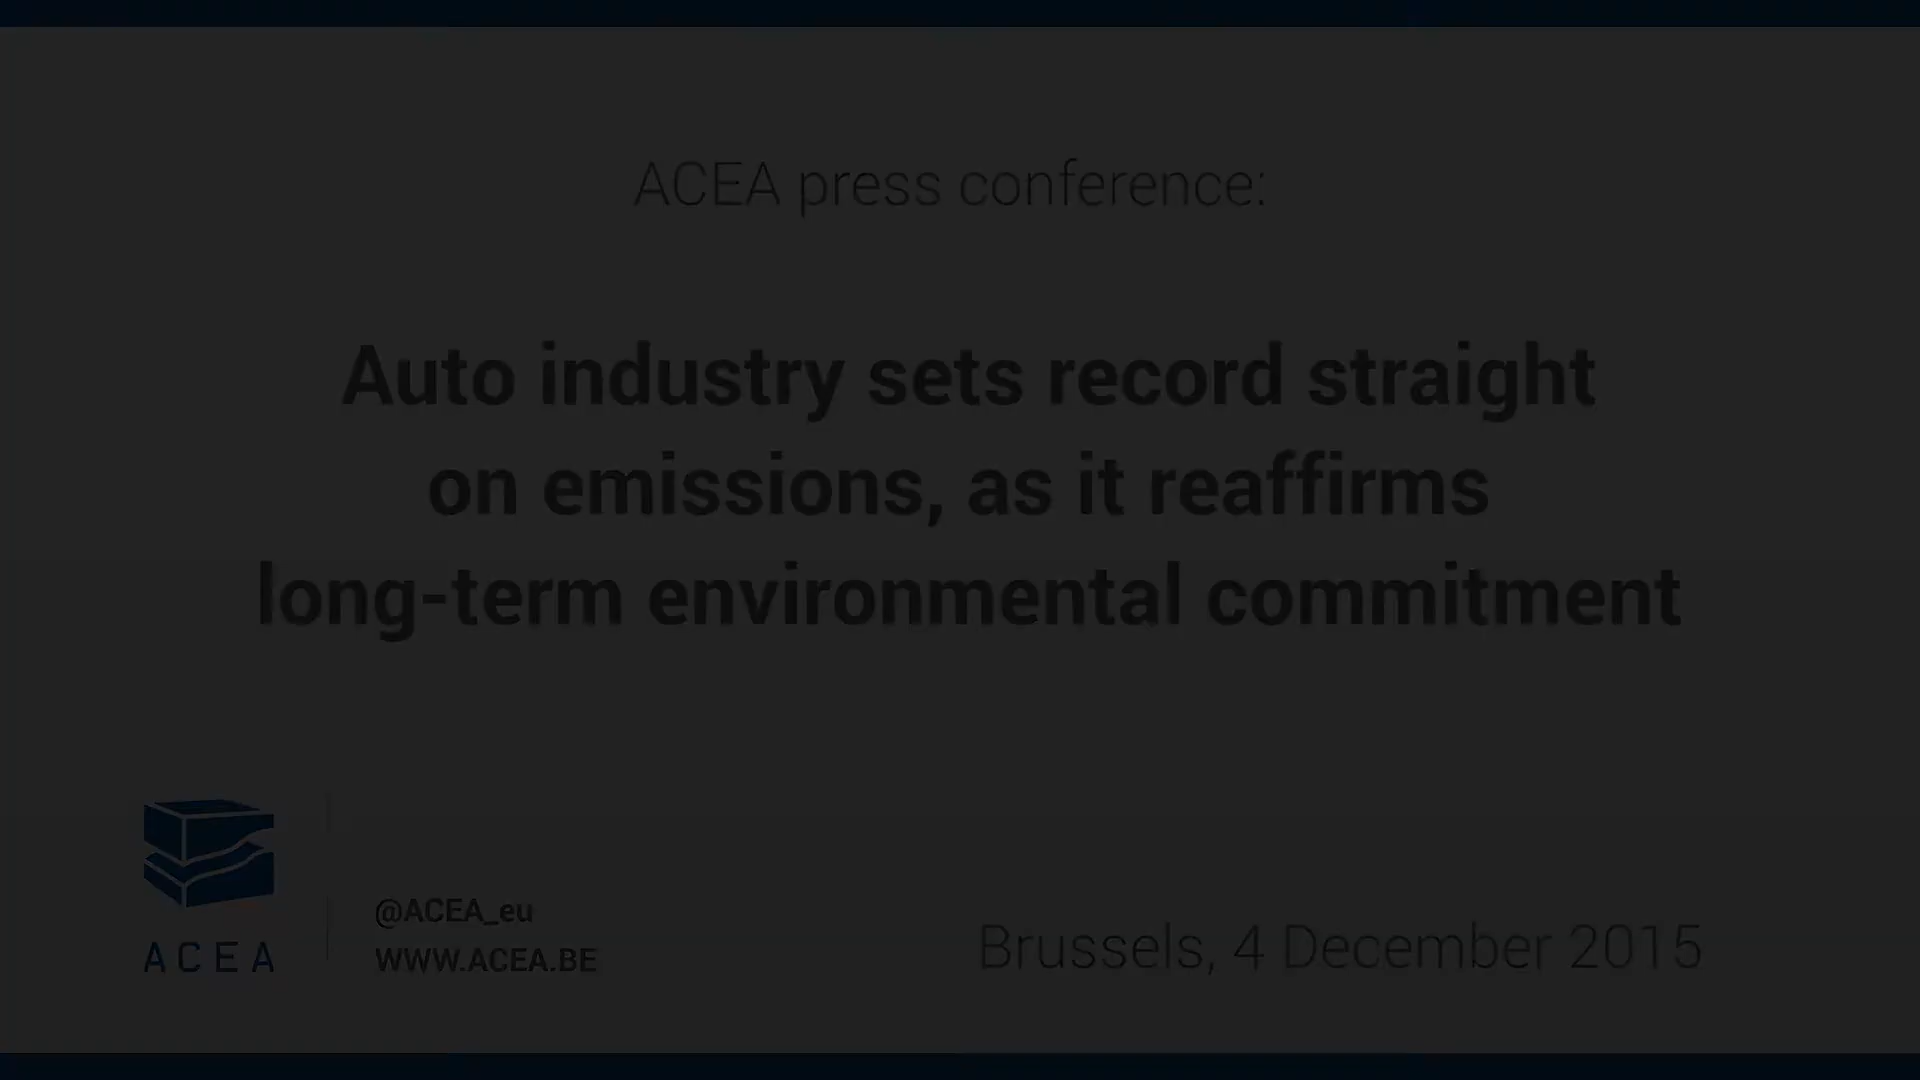 ACEA press conference:
Auto industry sets record straight
on emissions, as it reaffirms
long-term environmental commitment
ACEA
@ACEA_eu
WWW.ACEA.BE
Brussels, 4 December 2015